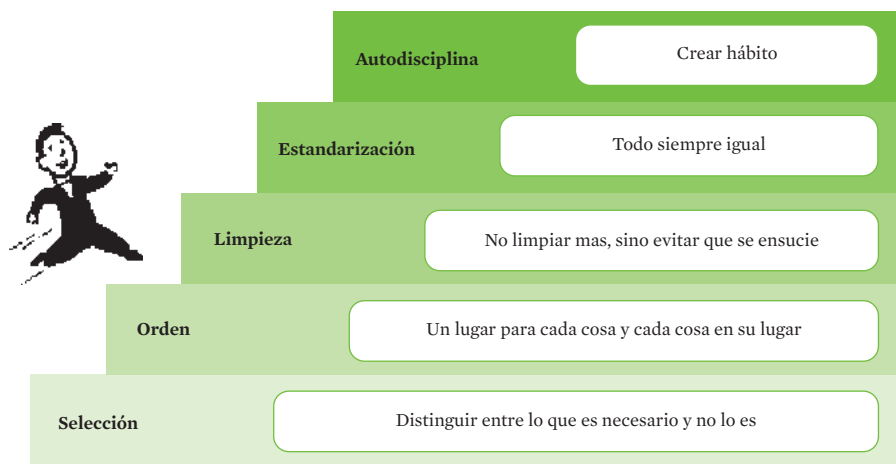 Autodisciplina
Crear hábito
Estandarización
Todo siempre igual
Limpieza
No limpiar mas, sino evitar que se ensucie
Orden
Un lugar para cada cosa y cada cosa en su lugar
Selección
Distinguir entre lo que es necesario y no lo es